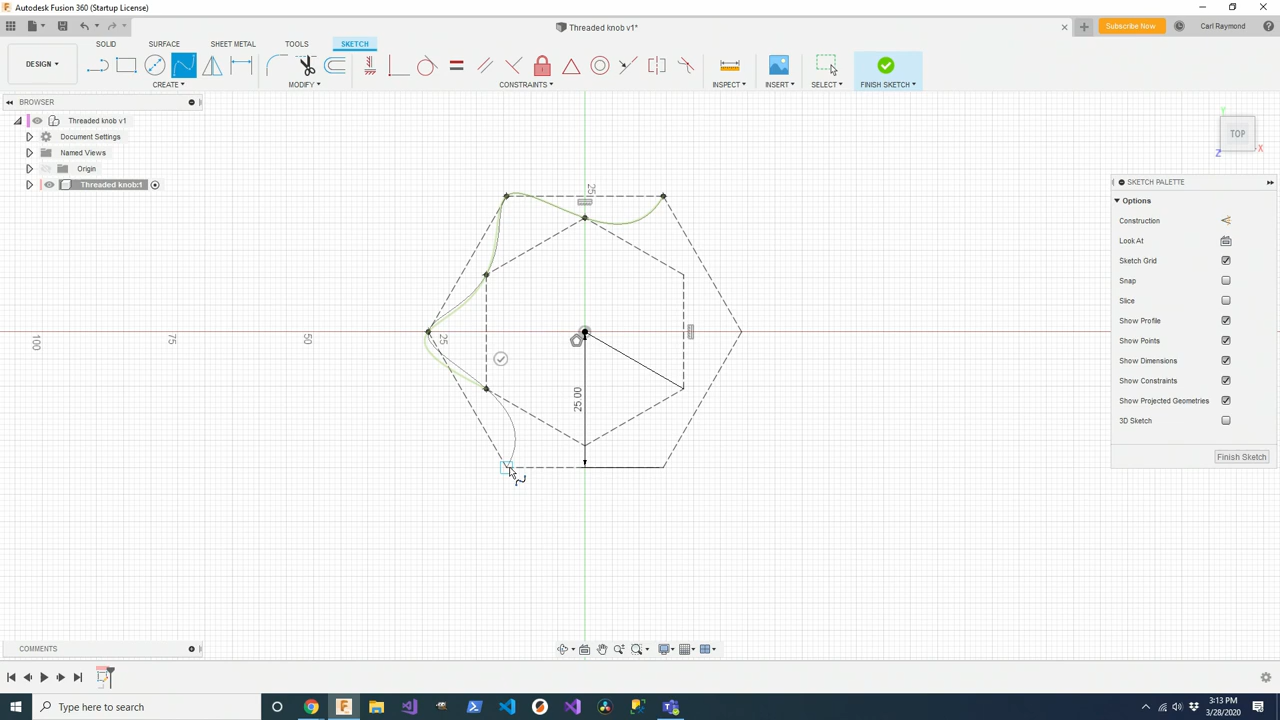 Autodesk Fusion 360 (Startup License)
Threaded knob v1*
Subscribe Now
Carl Raymond
DESIGN
SOLID
SURFACE
SHEET METAL
TOOLS
SKETCH
CREATE
MODIFY
CONSTRAINTS
INSPECT
INSERT
SELECT
FINISH SKETCH
BROWSER
Threaded knob v1
Document Settings
Named Views
Origin
Threaded knob:1
TOP
Y
X
Z
SKETCH PALETTE
Options
Construction
Look At
Sketch Grid
Snap
Slice
Show Profile
Show Points
Show Dimensions
Show Constraints
Show Projected Geometries
3D Sketch
Finish Sketch
25
100
75
50
25
25.00
COMMENTS
Type here to search
3:13 PM
3/28/2020